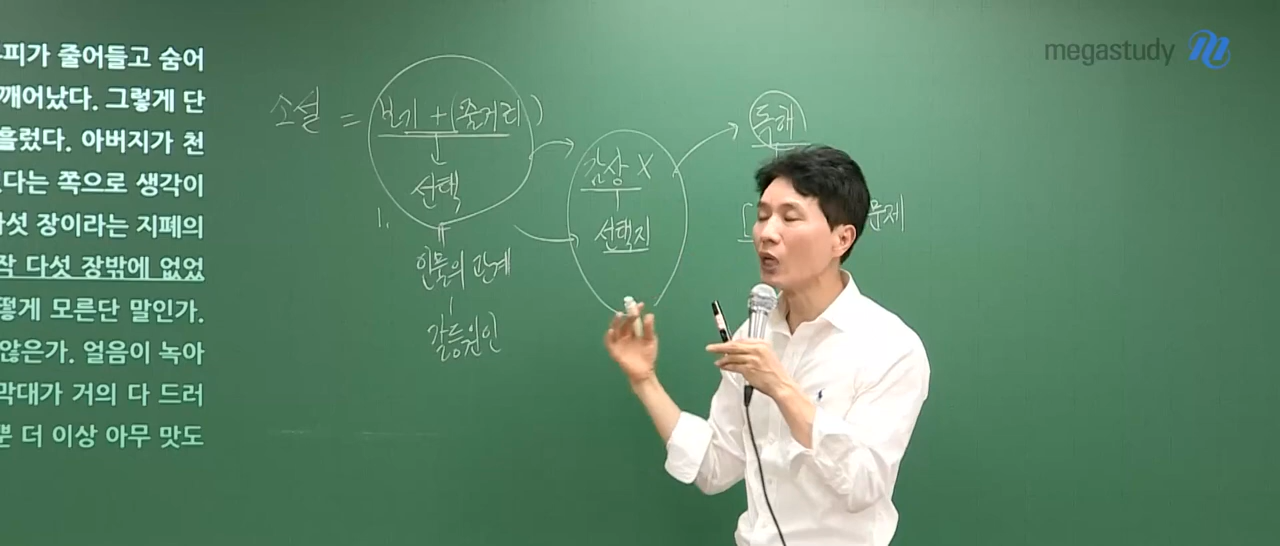 피가 줄어들고 숨어
깨어났다. 그렇게 단
흘렀다. 아버지가 천
다는 쪽으로 생각이
섯 장이라는 지폐의
작 다섯 장밖에 없었
떻게 모른단 말인가.
않은가. 얼음이 녹아
막대가 거의 다 드러
뿐 더 이상 아무 맛도
소설 = 보기 + (줄거리)
선택
1.
인물의 관계
갈등원인
감상 X
선택지
독해
문제
megastudy